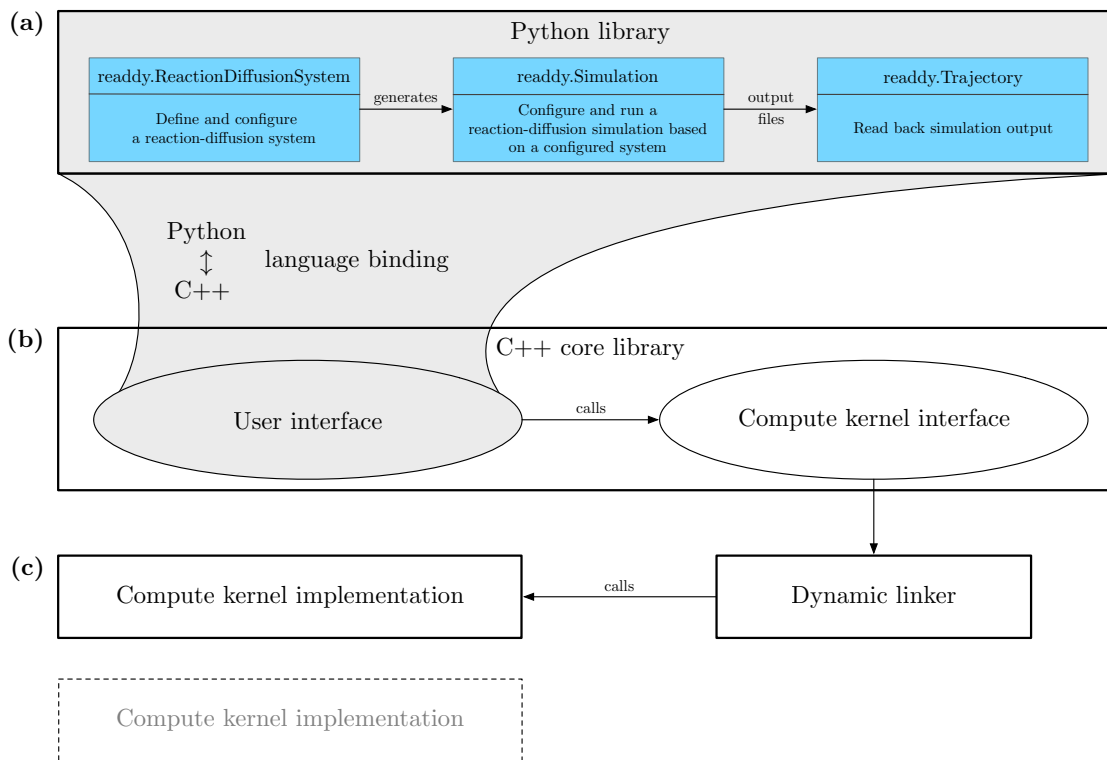 (a)
Python library
readdy.ReactionDiffusionSystem
Define and configure
a reaction-diffusion system
generates
readdy.Simulation
Configure and run a
reaction-diffusion simulation based
on a configured system
output
files
readdy.Trajectory
Read back simulation output
Python
↕
C++
language binding
(b)
C++ core library
User interface
calls
Compute kernel interface
(c)
Compute kernel implementation
calls
Dynamic linker
Compute kernel implementation